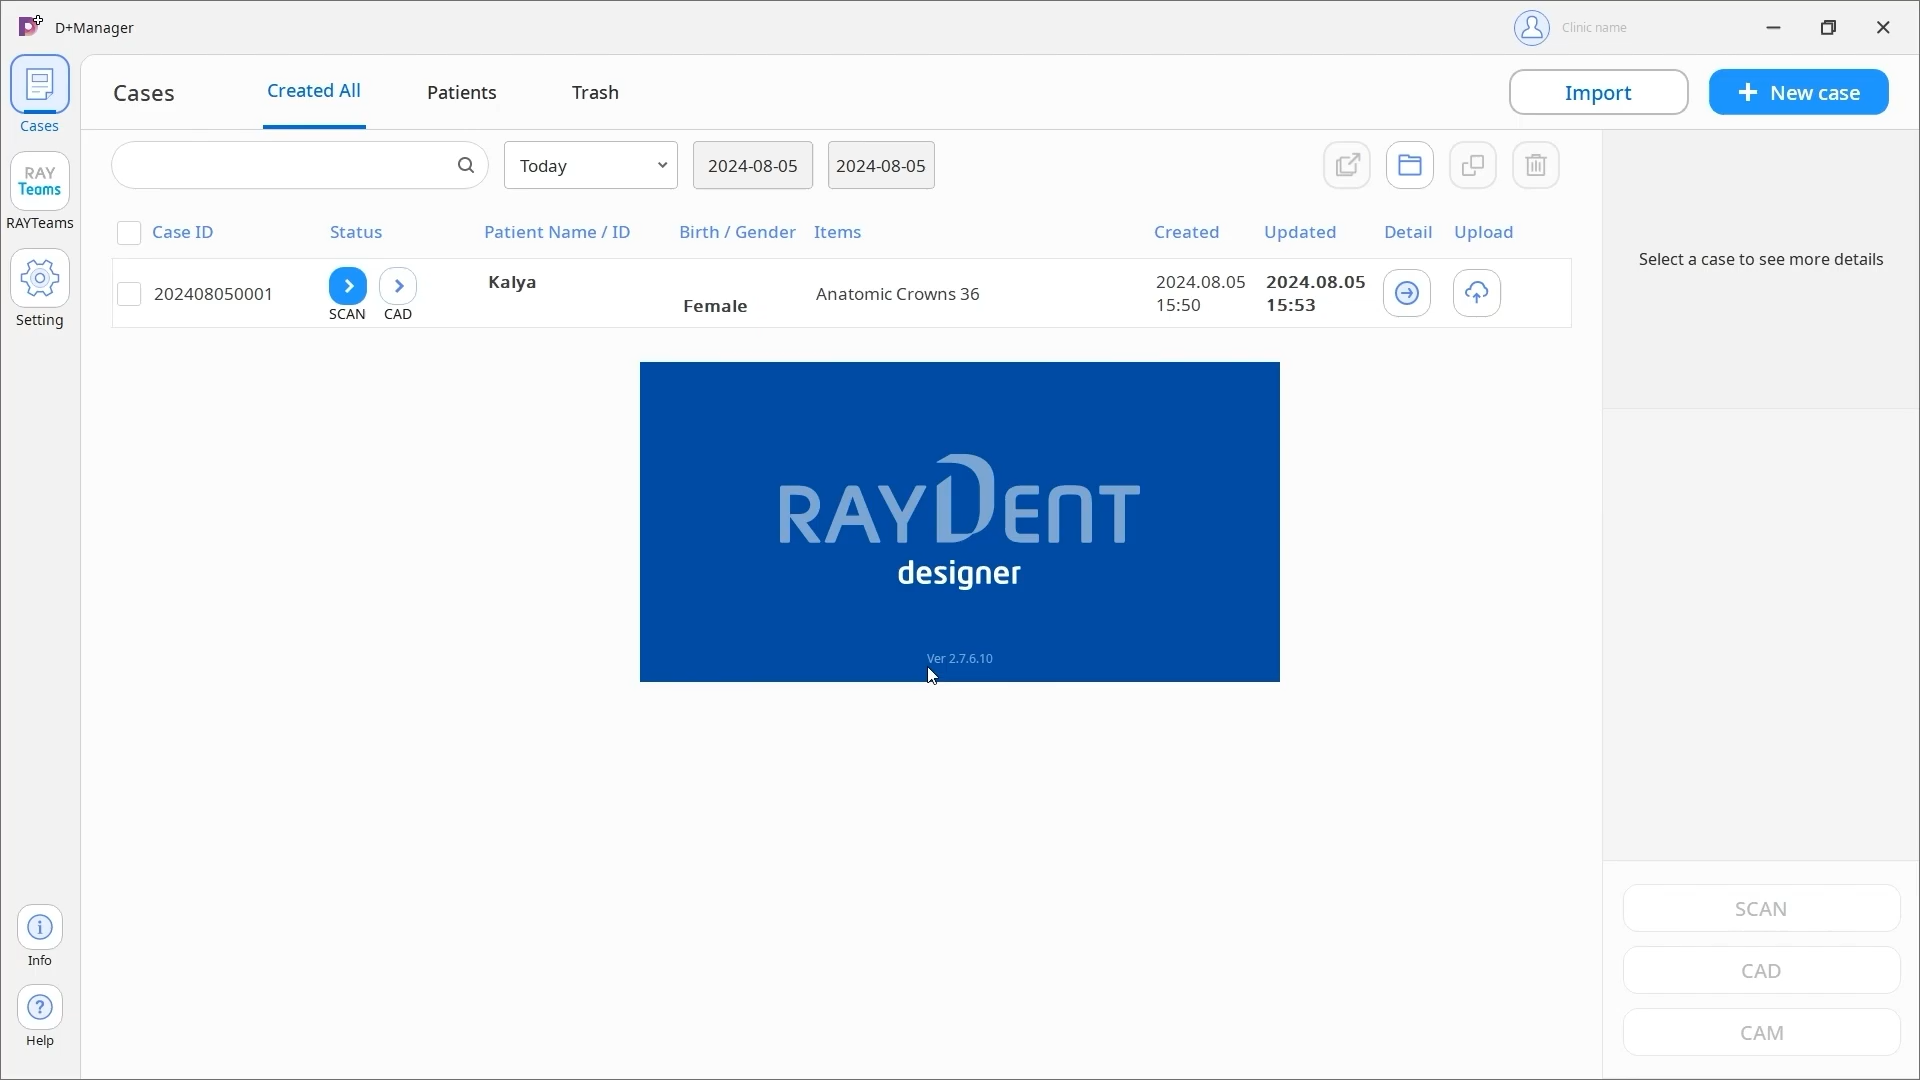 D+Manager
Clinic name
Cases
Created All
Patients
Trash
Import
+ New case
Cases
RAY
Teams
RAYTeams
Setting
Today
2024-08-05
2024-08-05
Case ID
Status
Patient Name / ID
Birth / Gender
Items
Created
Updated
Detail
Upload
202408050001
SCAN
CAD
Kalya
Female
Anatomic Crowns 36
2024.08.05
15:50
2024.08.05
15:53
Select a case to see more details
RAYDENT
designer
Ver 2.7.6.10
SCAN
CAD
CAM
Info
Help